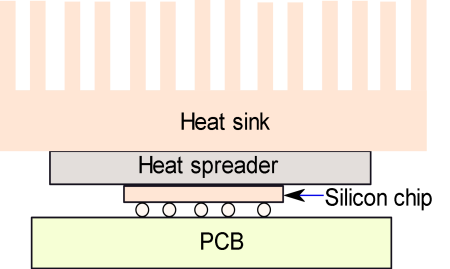 Heat sink
Heat spreader
Silicon chip
PCB